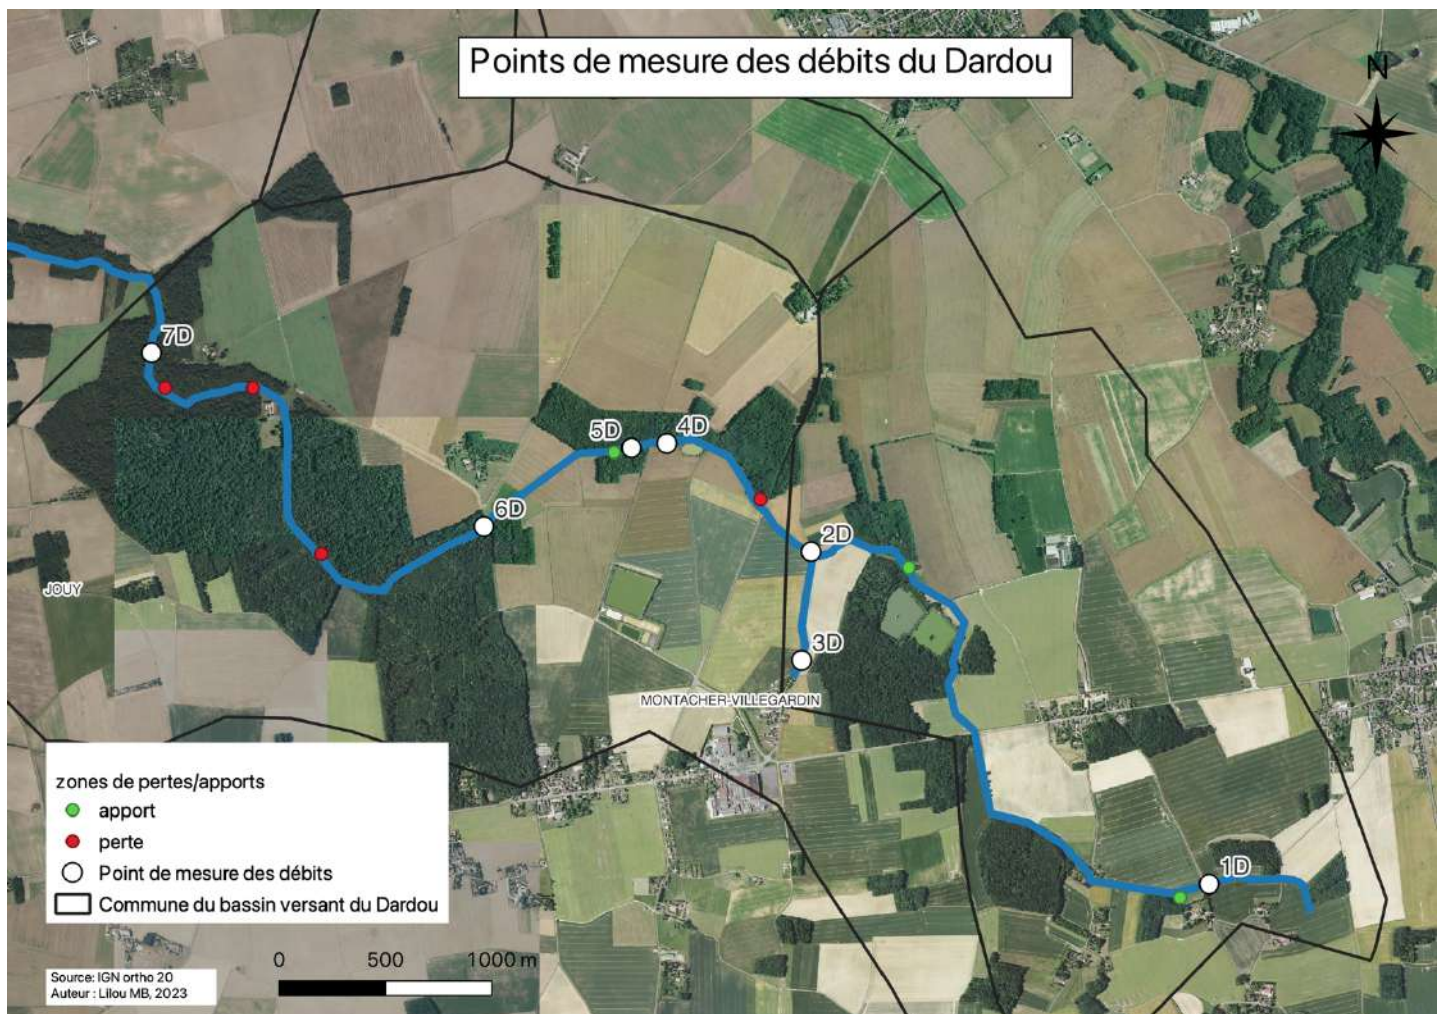 Points de mesure des débits du Dardou
N
7D
5D
4D
6D
2D
3D
JOUY
MONTACHER-VILLEGARDIN
1D
zones de pertes/apports
apport
perte
Point de mesure des débits
Commune du bassin versant du Dardou
0 500 1000 m
Source: IGN ortho 20
Auteur : Lilou MB, 2023